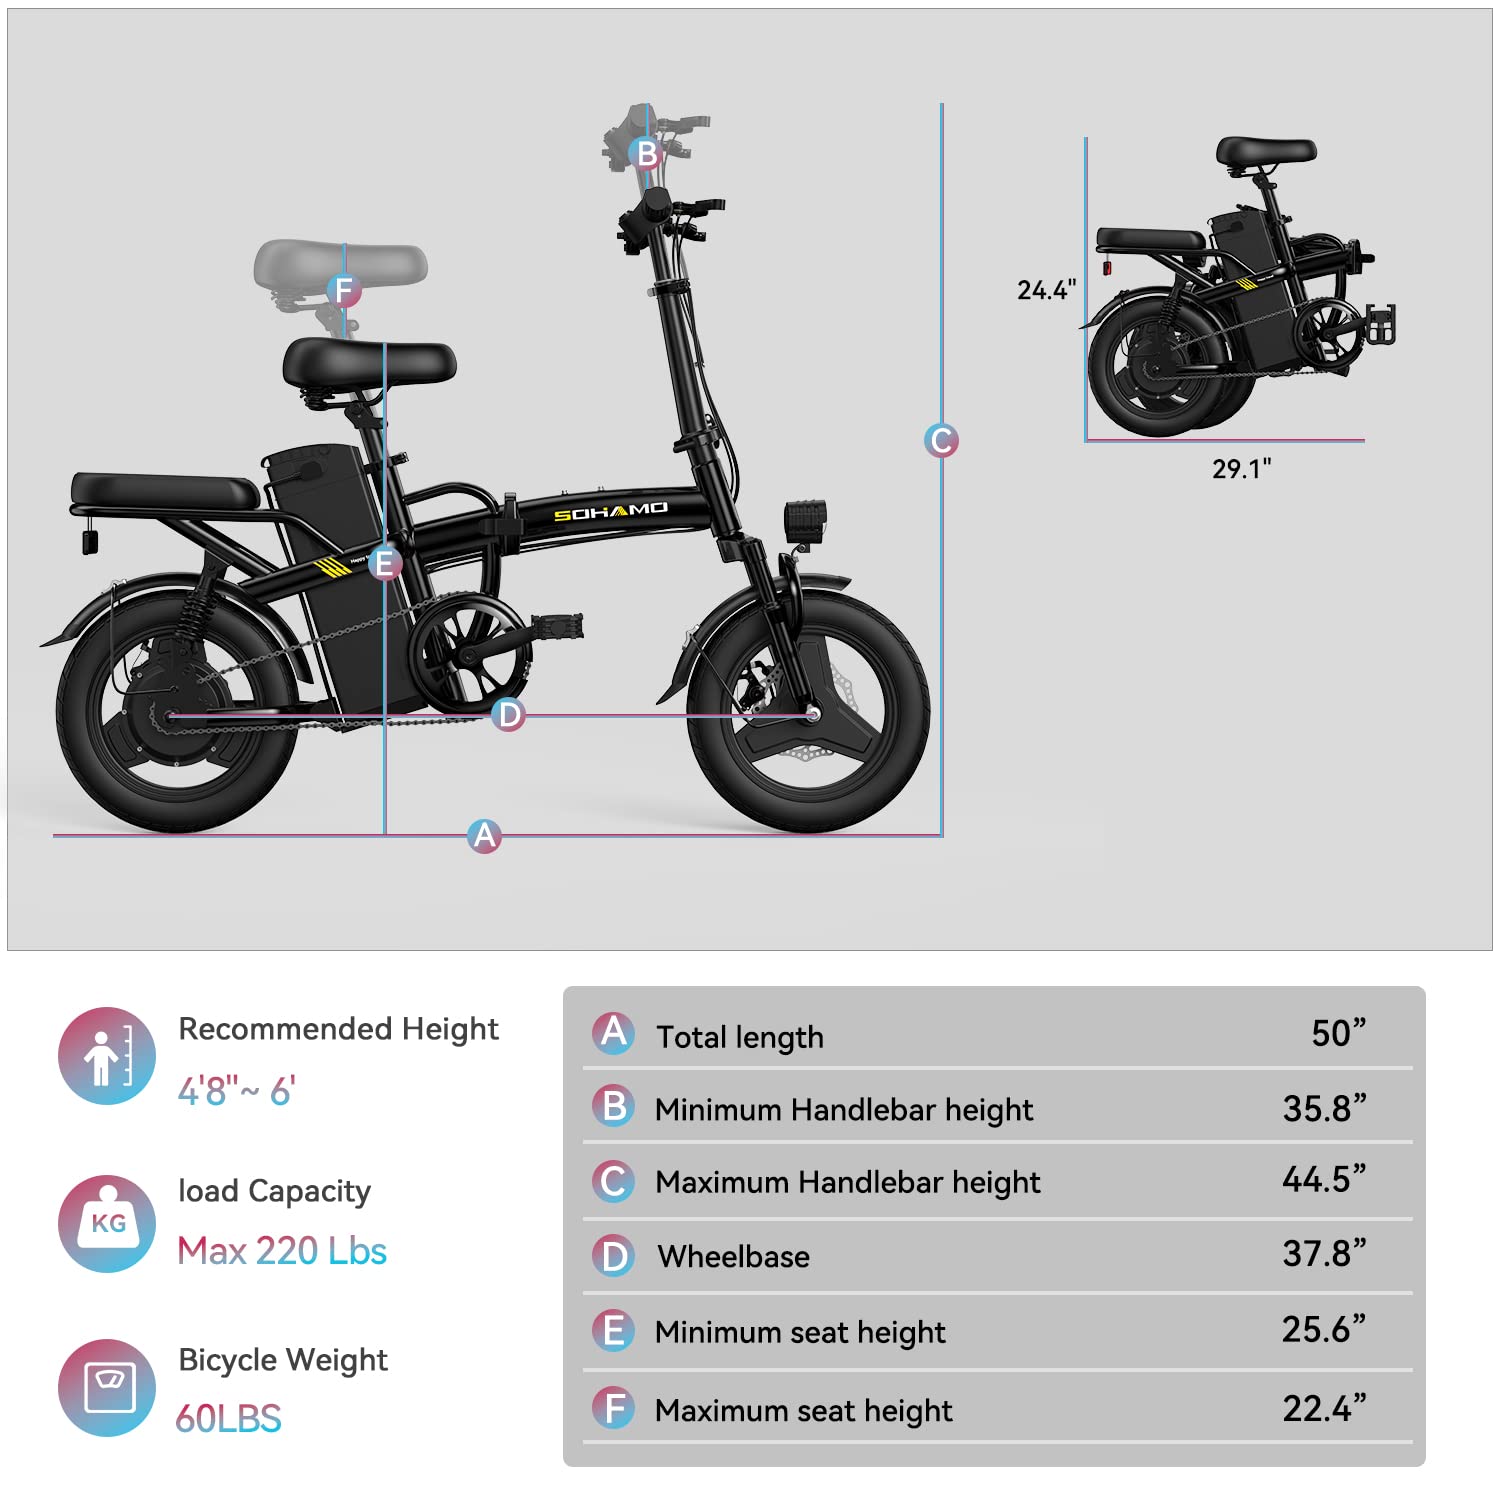 B
F
C
24.4"
29.1"
SOHAMO
Happy
E
D
A
Recommended Height
4'8"~ 6'
KG
load Capacity
Max 220 Lbs
Bicycle Weight
60LBS
A Total length 50”
B Minimum Handlebar height 35.8”
C Maximum Handlebar height 44.5”
D Wheelbase 37.8”
E Minimum seat height 25.6”
F Maximum seat height 22.4”